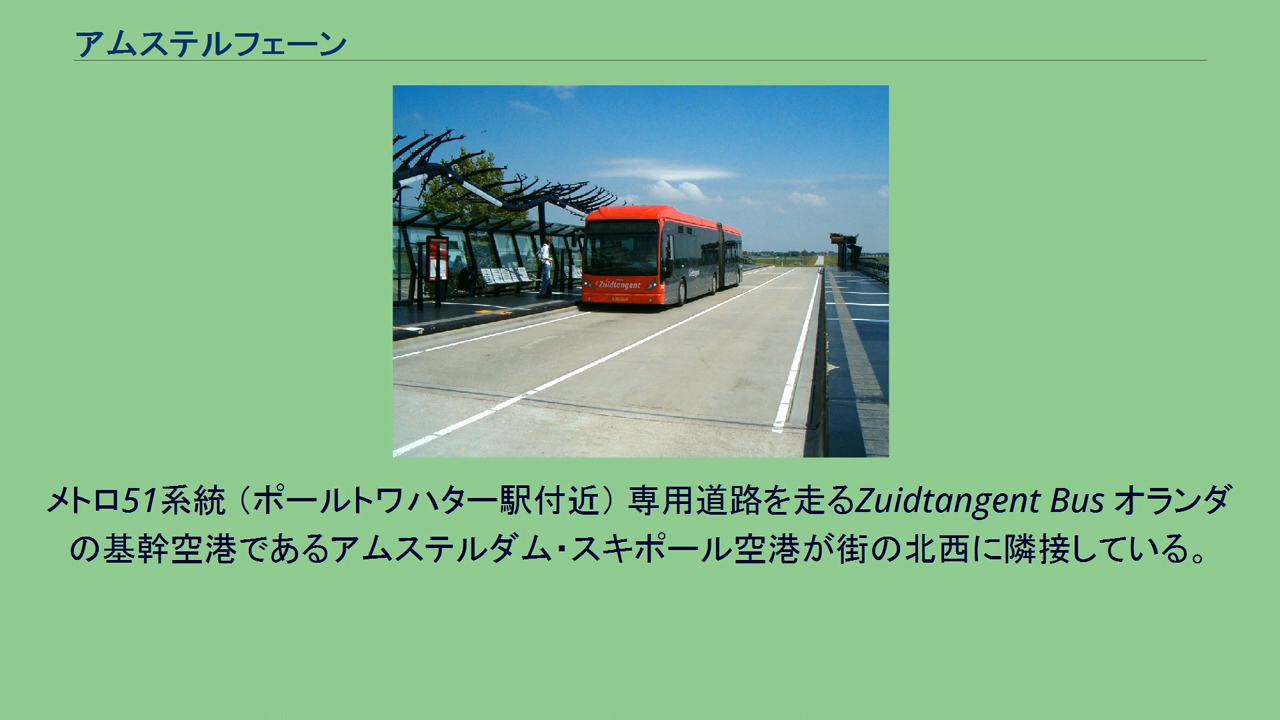 アムステルフェーン
Zuidtangent
メトロ51系統（ポールトワハター駅付近） 専用道路を走るZuidtangent Bus オランダ
の基幹空港であるアムステルダム・スキポール空港が街の北西に隣接している。